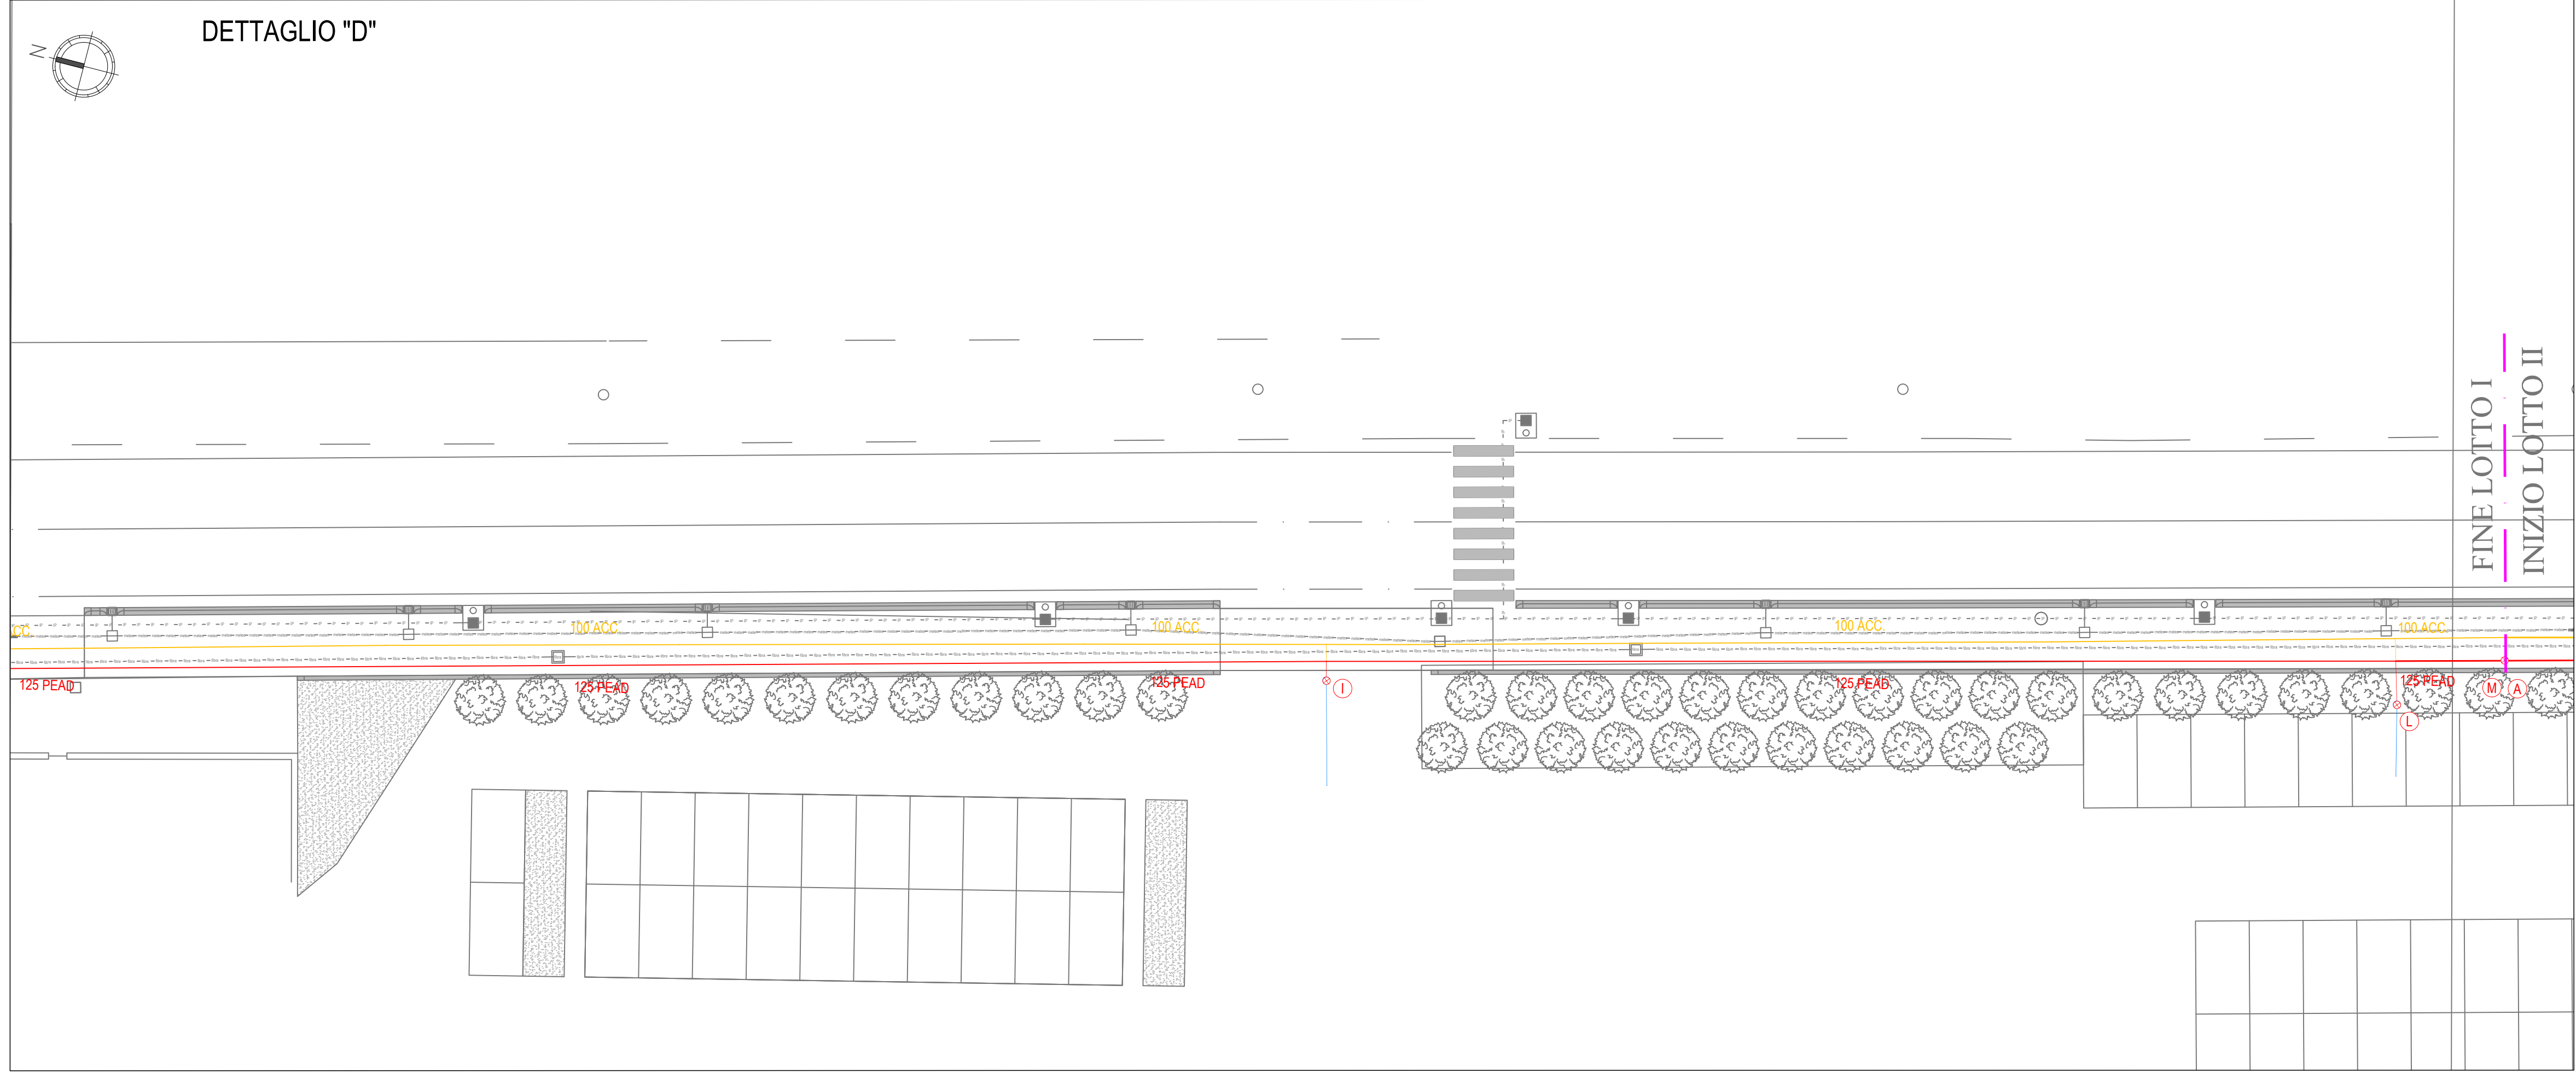 DETTAGLIO "D"
N
FINE LOTTO I
INIZIO LOTTO II
CC
100 ACC.
100 ACC.
100 ACC.
100 ACC.
125 PEAD
125 PEAD
125 PEAD
125 PEAD
125 PEAD
I
L
M
A